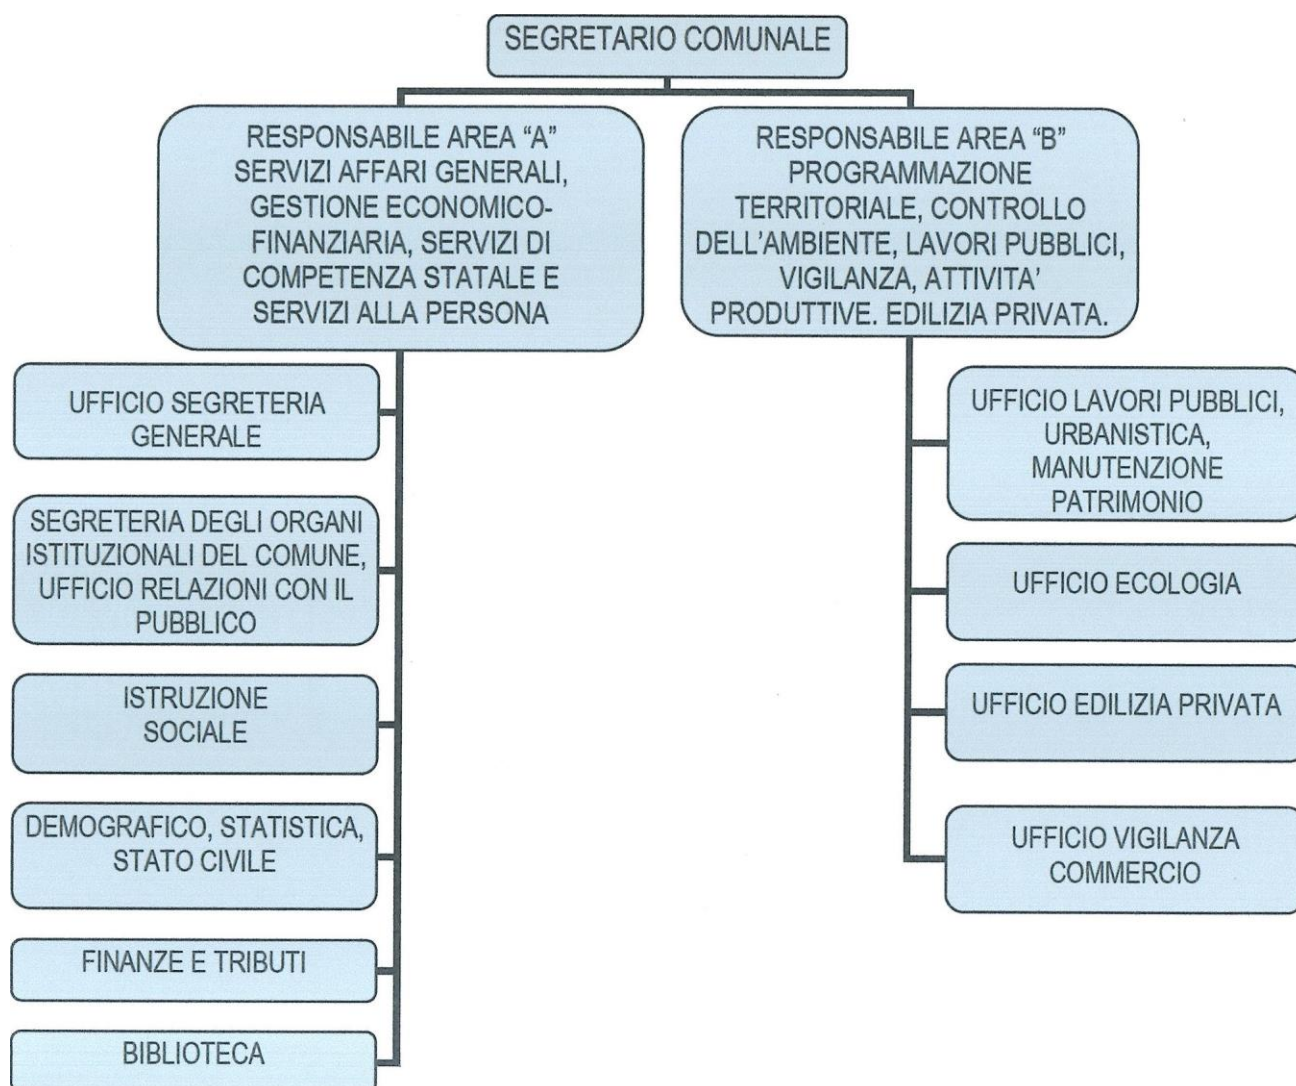 SEGRETARIO COMUNALE
RESPONSABILE AREA “A”
SERVIZI AFFARI GENERALI,
GESTIONE ECONOMICO-
FINANZIARIA, SERVIZI DI
COMPETENZA STATALE E
SERVIZI ALLA PERSONA
RESPONSABILE AREA “B”
PROGRAMMAZIONE
TERRITORIALE, CONTROLLO
DELL’AMBIENTE, LAVORI PUBBLICI,
VIGILANZA, ATTIVITA’
PRODUTTIVE. EDILIZIA PRIVATA.
UFFICIO SEGRETERIA
GENERALE
SEGRETERIA DEGLI ORGANI
ISTITUZIONALI DEL COMUNE,
UFFICIO RELAZIONI CON IL
PUBBLICO
ISTRUZIONE
SOCIALE
DEMOGRAFICO, STATISTICA,
STATO CIVILE
FINANZE E TRIBUTI
BIBLIOTECA
UFFICIO LAVORI PUBBLICI,
URBANISTICA,
MANUTENZIONE
PATRIMONIO
UFFICIO ECOLOGIA
UFFICIO EDILIZIA PRIVATA
UFFICIO VIGILANZA
COMMERCIO